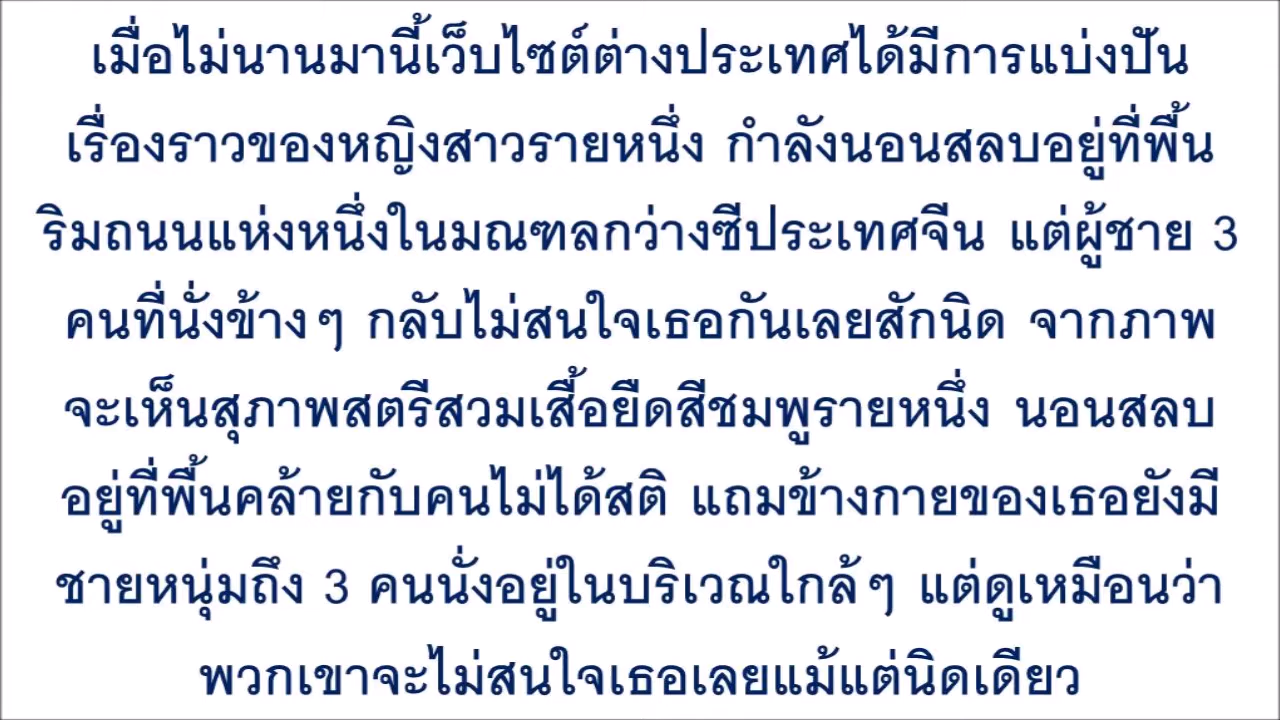 เมื่อไม่นานมานี้เว็บไซต์ต่างประเทศได้มีการแบ่งปัน
เรื่องราวของหญิงสาวรายหนึ่ง กำลังนอนสลบอยู่ที่พื้น
ริมถนนแห่งหนึ่งในมณฑลกว่างซีประเทศจีน แต่ผู้ชาย 3
คนที่นั่งข้างๆ กลับไม่สนใจเธอกันเลยสักนิด จากภาพ
จะเห็นสุภาพสตรีสวมเสื้อยืดสีชมพูรายหนึ่ง นอนสลบ
อยู่ที่พื้นคล้ายกับคนไม่ได้สติ แถมข้างกายของเธอยังมี
ชายหนุ่มถึง 3 คนนั่งอยู่ในบริเวณใกล้ๆ แต่ดูเหมือนว่า
พวกเขาจะไม่สนใจเธอเลยแม้แต่นิดเดียว